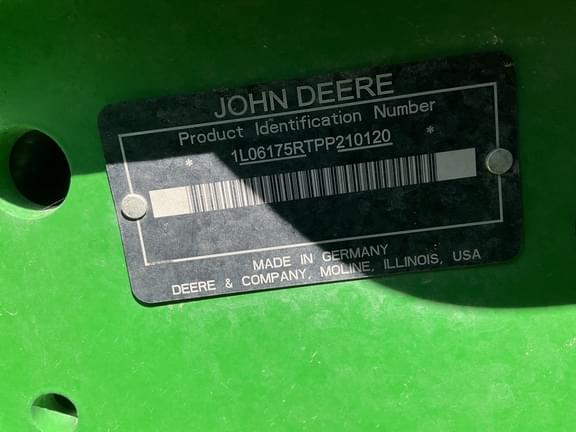 JOHN DEERE
Product Identification Number
* 1L06175RTPP210120 *
MADE IN GERMANY
DEERE & COMPANY, MOLINE, ILLINOIS, USA